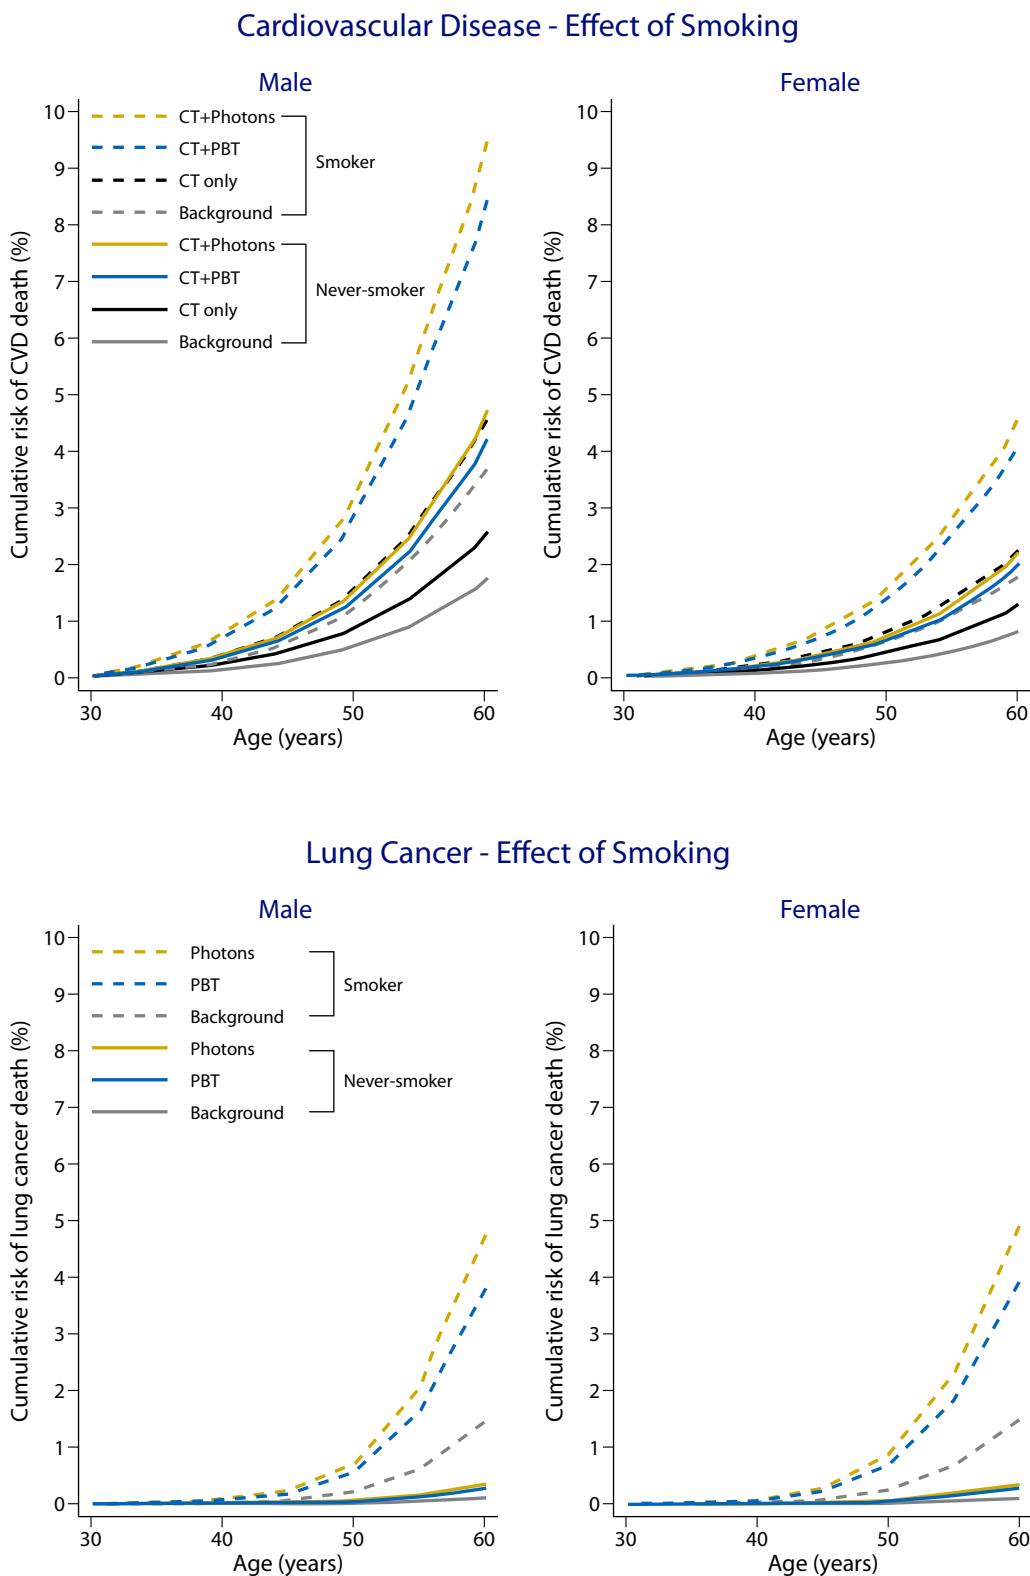 Cardiovascular Disease - Effect of Smoking
Male
Female
Cumulative risk of CVD death (%)
10
9
8
7
6
5
4
3
2
1
0
CT+Photons
CT+PBT
CT only
Background
Smoker
CT+Photons
CT+PBT
CT only
Background
Never-smoker
30
40
50
60
Age (years)
Cumulative risk of CVD death (%)
10
9
8
7
6
5
4
3
2
1
0
30
40
50
60
Age (years)
Lung Cancer - Effect of Smoking
Male
Female
Cumulative risk of lung cancer death (%)
10
9
8
7
6
5
4
3
2
1
0
Photons
PBT
Background
Smoker
Photons
PBT
Background
Never-smoker
30
40
50
60
Age (years)
Cumulative risk of lung cancer death (%)
10
9
8
7
6
5
4
3
2
1
0
30
40
50
60
Age (years)